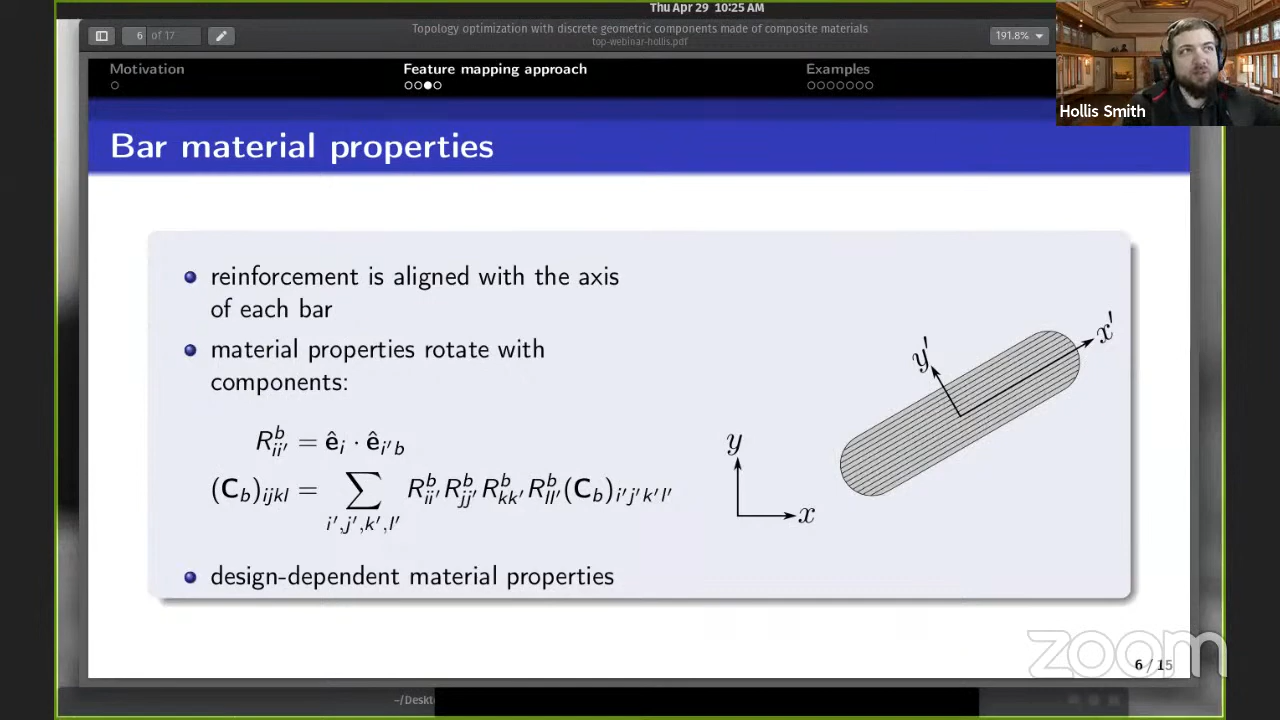 Thu Apr 29 10:25 AM
6 of 17
Topology optimization with discrete geometric components made of composite materials
top-webinar-hollis.pdf
191.8%
Motivation
Feature mapping approach
Examples
Hollis Smith
Bar material properties
reinforcement is aligned with the axis
of each bar
material properties rotate with
components:
R^b_{ii'} = ê_i · ê_{i'b}
(C_b)_{ijkl} = ∑_{i',j',k',l'} R^b_{ii'} R^b_{jj'} R^b_{kk'} R^b_{ll'} (C_b)_{i'j'k'l'}
design-dependent material properties
x'
y'
y
x
zoom
6 / 15
~/Deskt